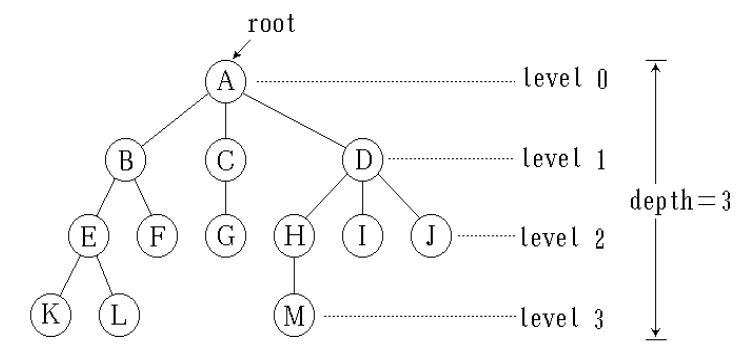 root
A level 0
B C D level 1
depth=3
E F G H I J level 2
K L M level 3